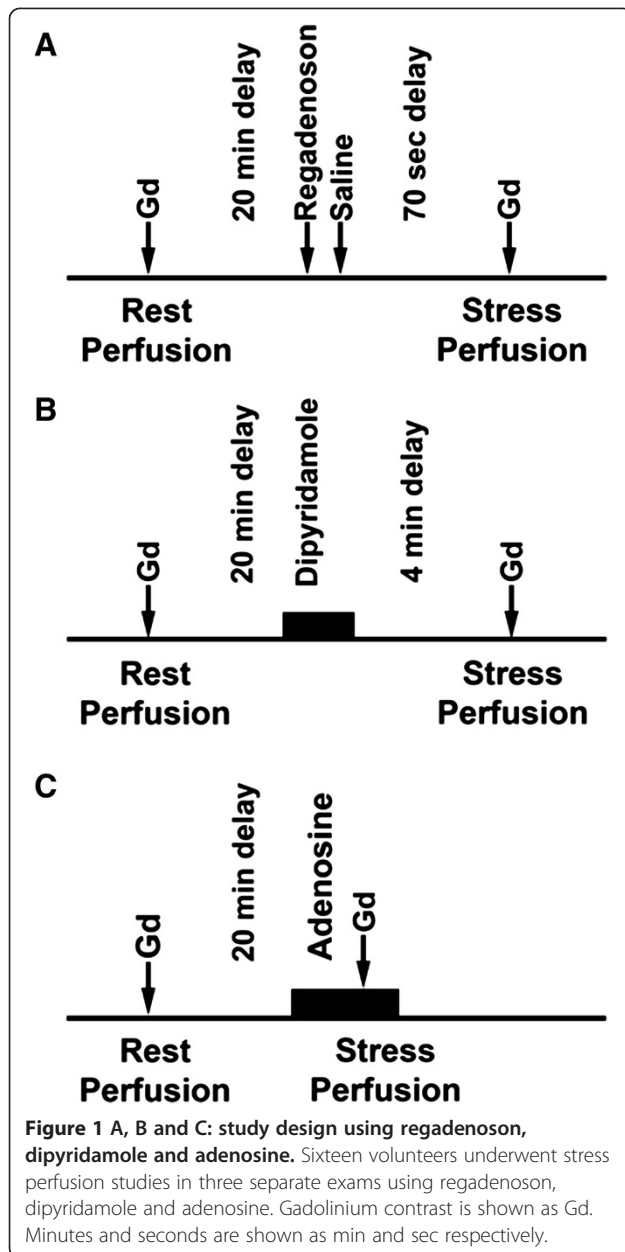 A
20 min delay
Regadenoson
Saline
70 sec delay
Gd
Gd
Rest
Perfusion
Stress
Perfusion
B
20 min delay
Dipyridamole
4 min delay
Gd
Gd
Rest
Perfusion
Stress
Perfusion
C
20 min delay
Adenosine
Gd
Gd
Rest
Perfusion
Stress
Perfusion
Figure 1 A, B and C: study design using regadenoson,
dipyridamole and adenosine. Sixteen volunteers underwent stress
perfusion studies in three separate exams using regadenoson,
dipyridamole and adenosine. Gadolinium contrast is shown as Gd.
Minutes and seconds are shown as min and sec respectively.